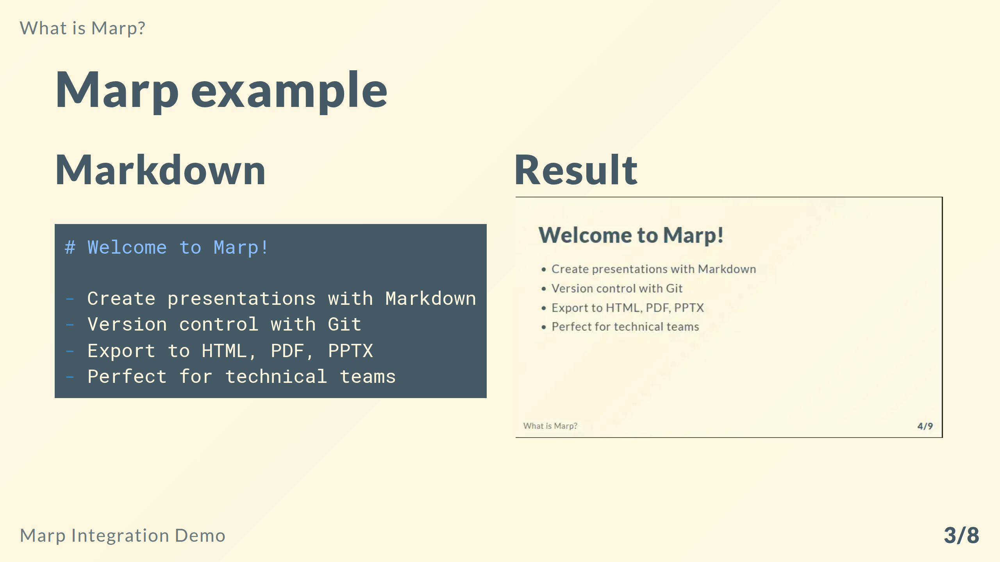 What is Marp?
Marp example
Markdown
# Welcome to Marp!
- Create presentations with Markdown
- Version control with Git
- Export to HTML, PDF, PPTX
- Perfect for technical teams
Result
Welcome to Marp!
• Create presentations with Markdown
• Version control with Git
• Export to HTML, PDF, PPTX
• Perfect for technical teams
What is Marp?
4/9
Marp Integration Demo
3/8